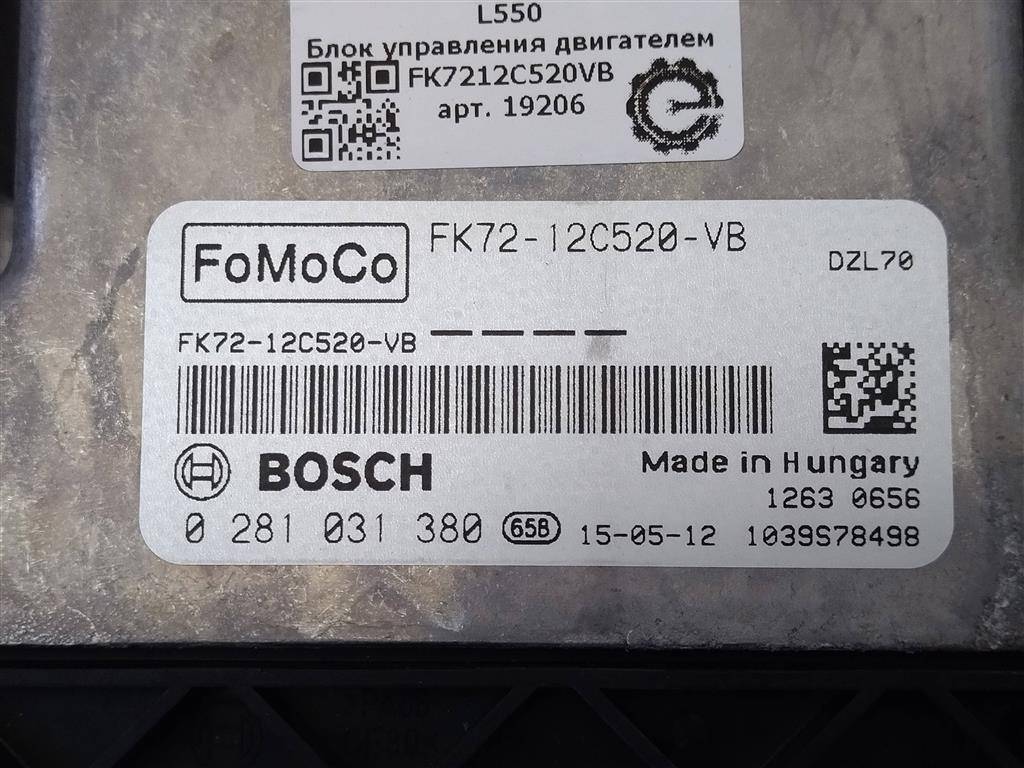 L550
Блок управления двигателем
FK7212C520VB
арт. 19206
FoMoCo FK72-12C520-VB
DZL70
FK72-12C520-VB
BOSCH Made in Hungary
1263 0656
0 281 031 380 65B 15-05-12 1039S78498